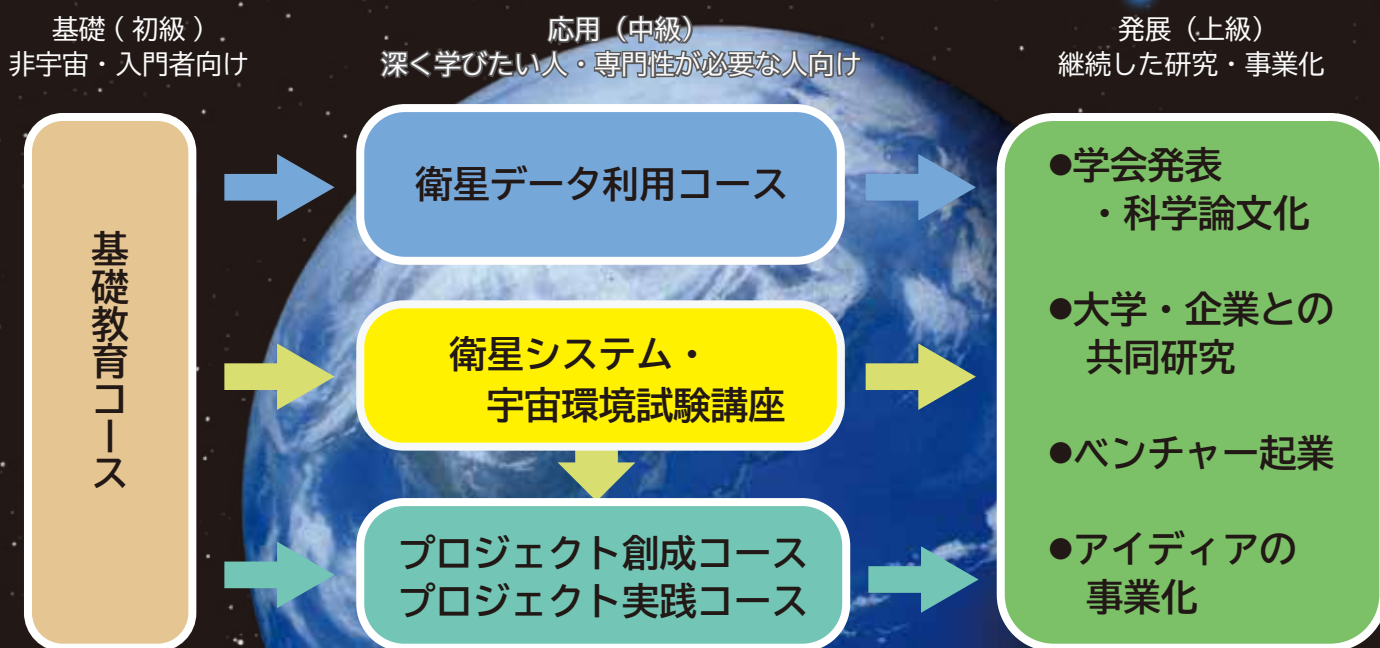 基礎(初級)
非宇宙・入門者向け
応用(中級)
深く学びたい人・専門性が必要な人向け
発展(上級)
継続した研究・事業化
基礎教育コース
衛星データ利用コース
衛星システム・
宇宙環境試験講座
プロジェクト創成コース
プロジェクト実践コース
●学会発表
・科学論文化
●大学・企業との
共同研究
●ベンチャー起業
●アイディアの
事業化